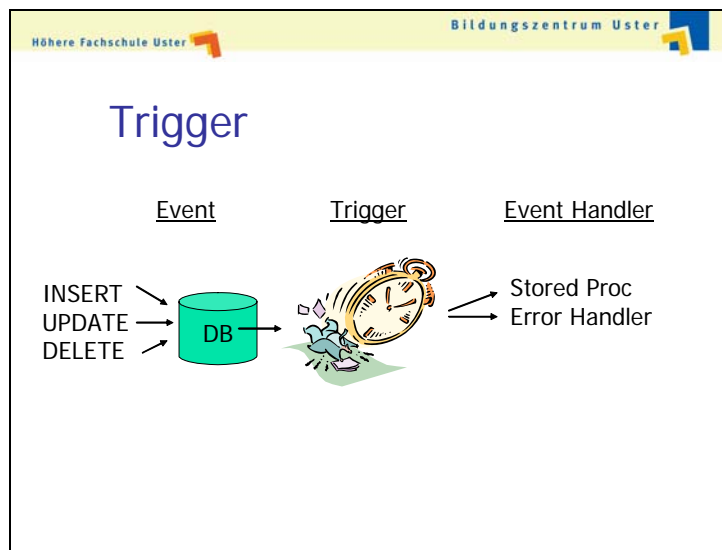 Höhere Fachschule Uster
Bildungszentrum Uster
Trigger
Event
Trigger
Event Handler
INSERT
UPDATE
DELETE
DB
Stored Proc
Error Handler